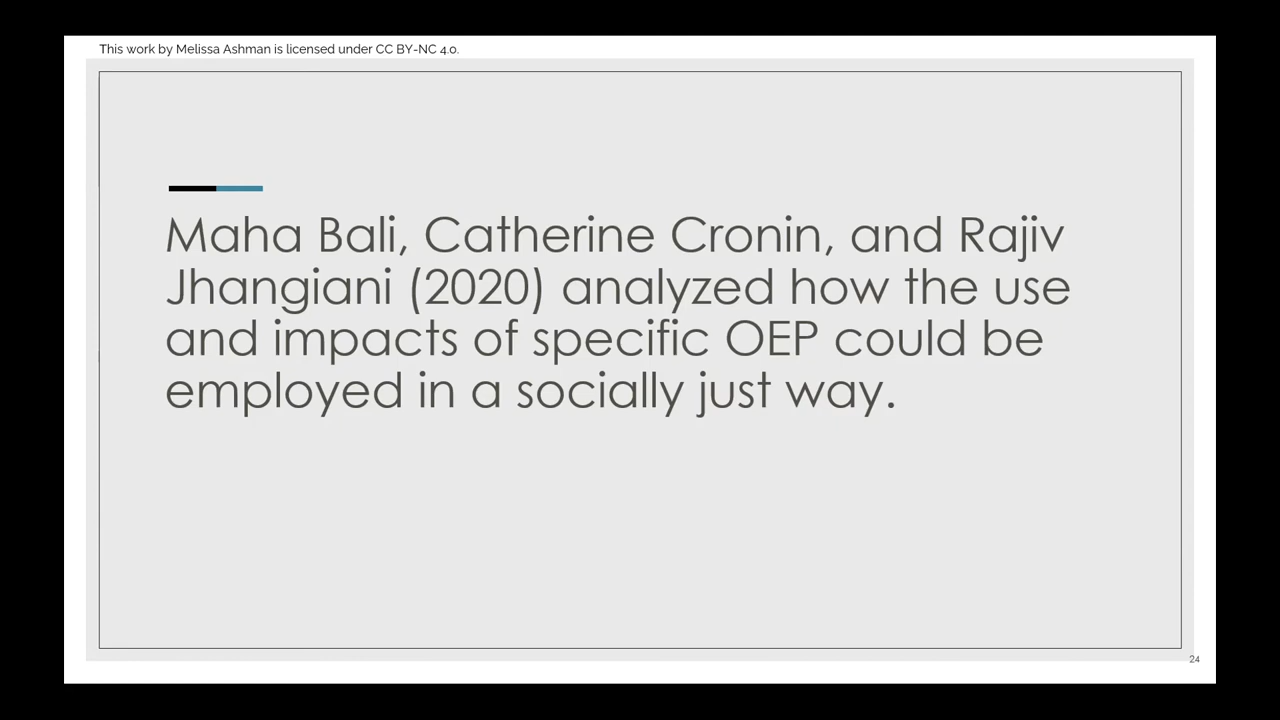 This work by Melissa Ashman is licensed under CC BY-NC 4.0.
Maha Bali, Catherine Cronin, and Rajiv
Jhangiani (2020) analyzed how the use
and impacts of specific OEP could be
employed in a socially just way.
24